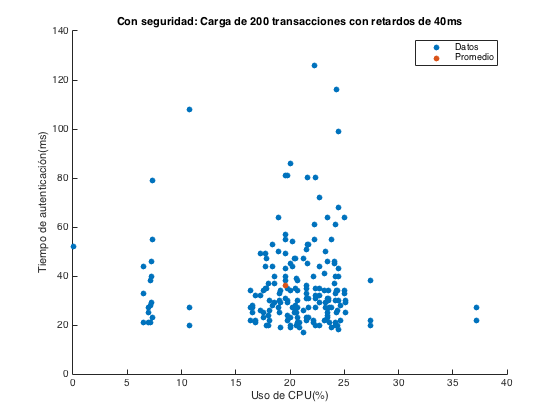 Con seguridad: Carga de 200 transacciones con retardos de 40ms
Datos
Promedio
140
120
100
80
60
40
20
0
Tiempo de autenticación(ms)
0 5 10 15 20 25 30 35 40
Uso de CPU(%)